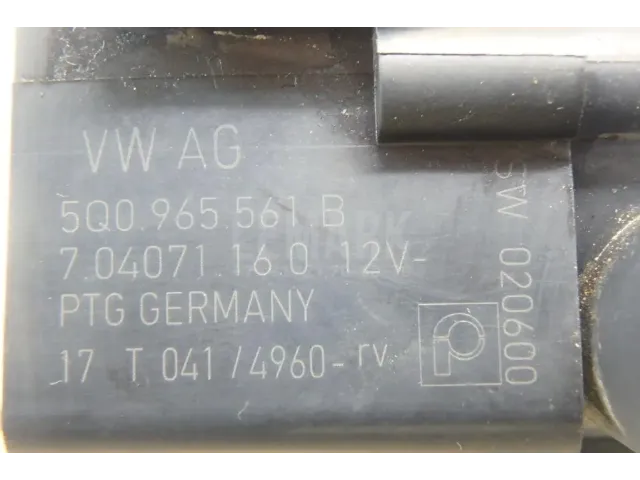 VW AG
5Q0.965.561 B
7.04071.16.0 12V-
PTG GERMANY
17 T 041/4960-rv
SW 020600